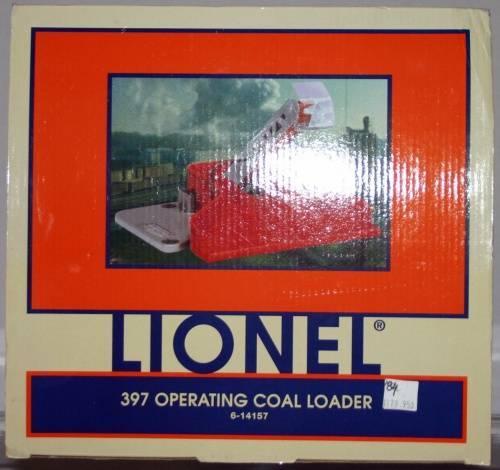 LIONEL®
397 OPERATING COAL LOADER
6-14157